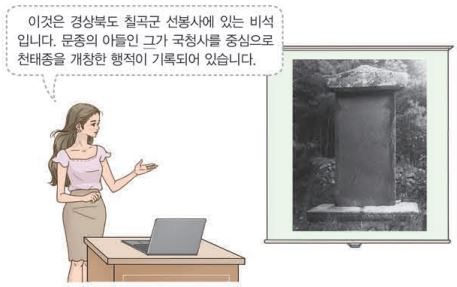 이것은 경상북도 칠곡군 선봉사에 있는 비석
입니다. 문종의 아들인 그가 국청사를 중심으로
천태종을 개창한 행적이 기록되어 있습니다.